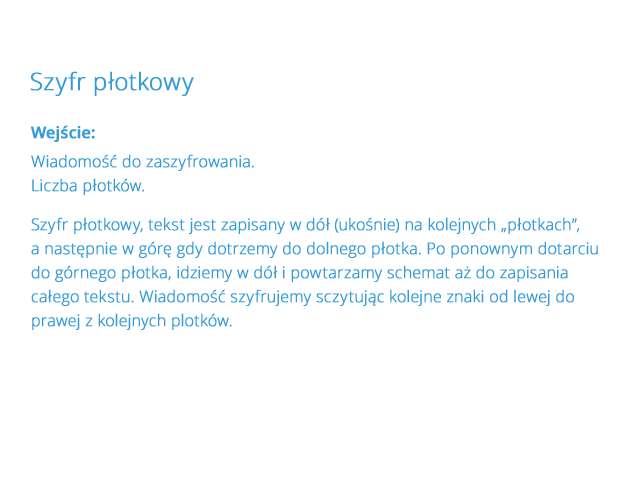 Szyfr płotkowy
Wejście:
Wiadomość do zaszyfrowania.
Liczba płotków.
Szyfr płotkowy, tekst jest zapisany w dół (ukośnie) na kolejnych „płotkach”,
a następnie w górę gdy dotrzemy do dolnego płotka. Po ponownym dotarciu
do górnego płotka, idziemy w dół i powtarzamy schemat aż do zapisania
całego tekstu. Wiadomość szyfrujemy sczytując kolejne znaki od lewej do
prawej z kolejnych plotków.